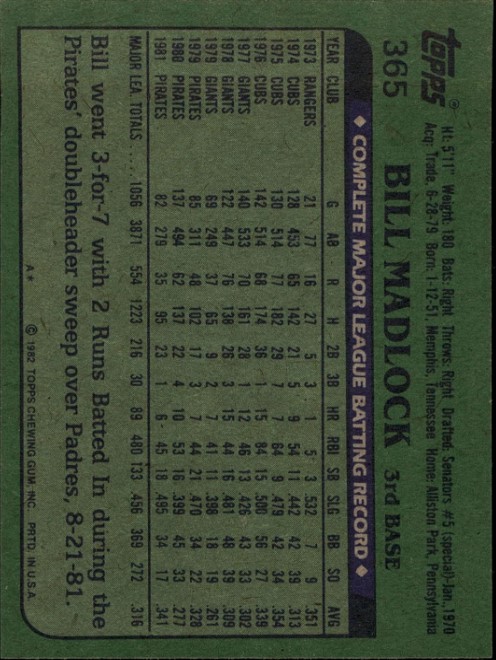 topps®
Ht: 5'11" Weight: 180 Bats: Right Throws: Right Drafted: Senators #5 (special)-Jan., 1970
Acq: Trade, 6-28-79 Born: 1-12-51, Memphis, Tennessee Home: Allison Park, Pennsylvania
365 BILL MADLOCK 3rd BASE
◆ COMPLETE MAJOR LEAGUE BATTING RECORD ◆
YEAR CLUB G AB R H 2B 3B HR RBI SB SLG BB SO AVG
1973 RANGERS 21 77 16 27 5 3 1 5 3 .532 7 9 .351
1974 CUBS 128 453 65 142 21 5 9 54 11 .442 42 39 .313
1975 CUBS 130 514 77 182 29 7 7 64 9 .479 42 34 .354
1976 CUBS 142 514 68 174 36 1 15 84 15 .500 56 27 .339
1977 GIANTS 140 533 70 161 28 1 12 46 13 .426 43 33 .302
1978 GIANTS 122 447 76 138 26 3 15 44 16 .481 48 39 .309
1979 GIANTS 69 249 37 65 9 2 7 41 11 .398 18 19 .261
1979 PIRATES 85 311 48 102 17 3 7 44 21 .470 34 22 .328
1980 PIRATES 137 494 62 137 22 4 10 53 16 .399 45 33 .277
1981 PIRATES 82 279 35 95 23 1 6 45 18 .495 34 17 .341
MAJOR LEA. TOTALS .... 1056 3871 554 1223 216 30 89 480 133 .456 369 272 .316
Bill went 3-for-7 with 2 Runs Batted In during the
Pirates' doubleheader sweep over Padres, 8-21-81.
A* © 1982 TOPPS CHEWING GUM, INC. PRTD. IN U.S.A.